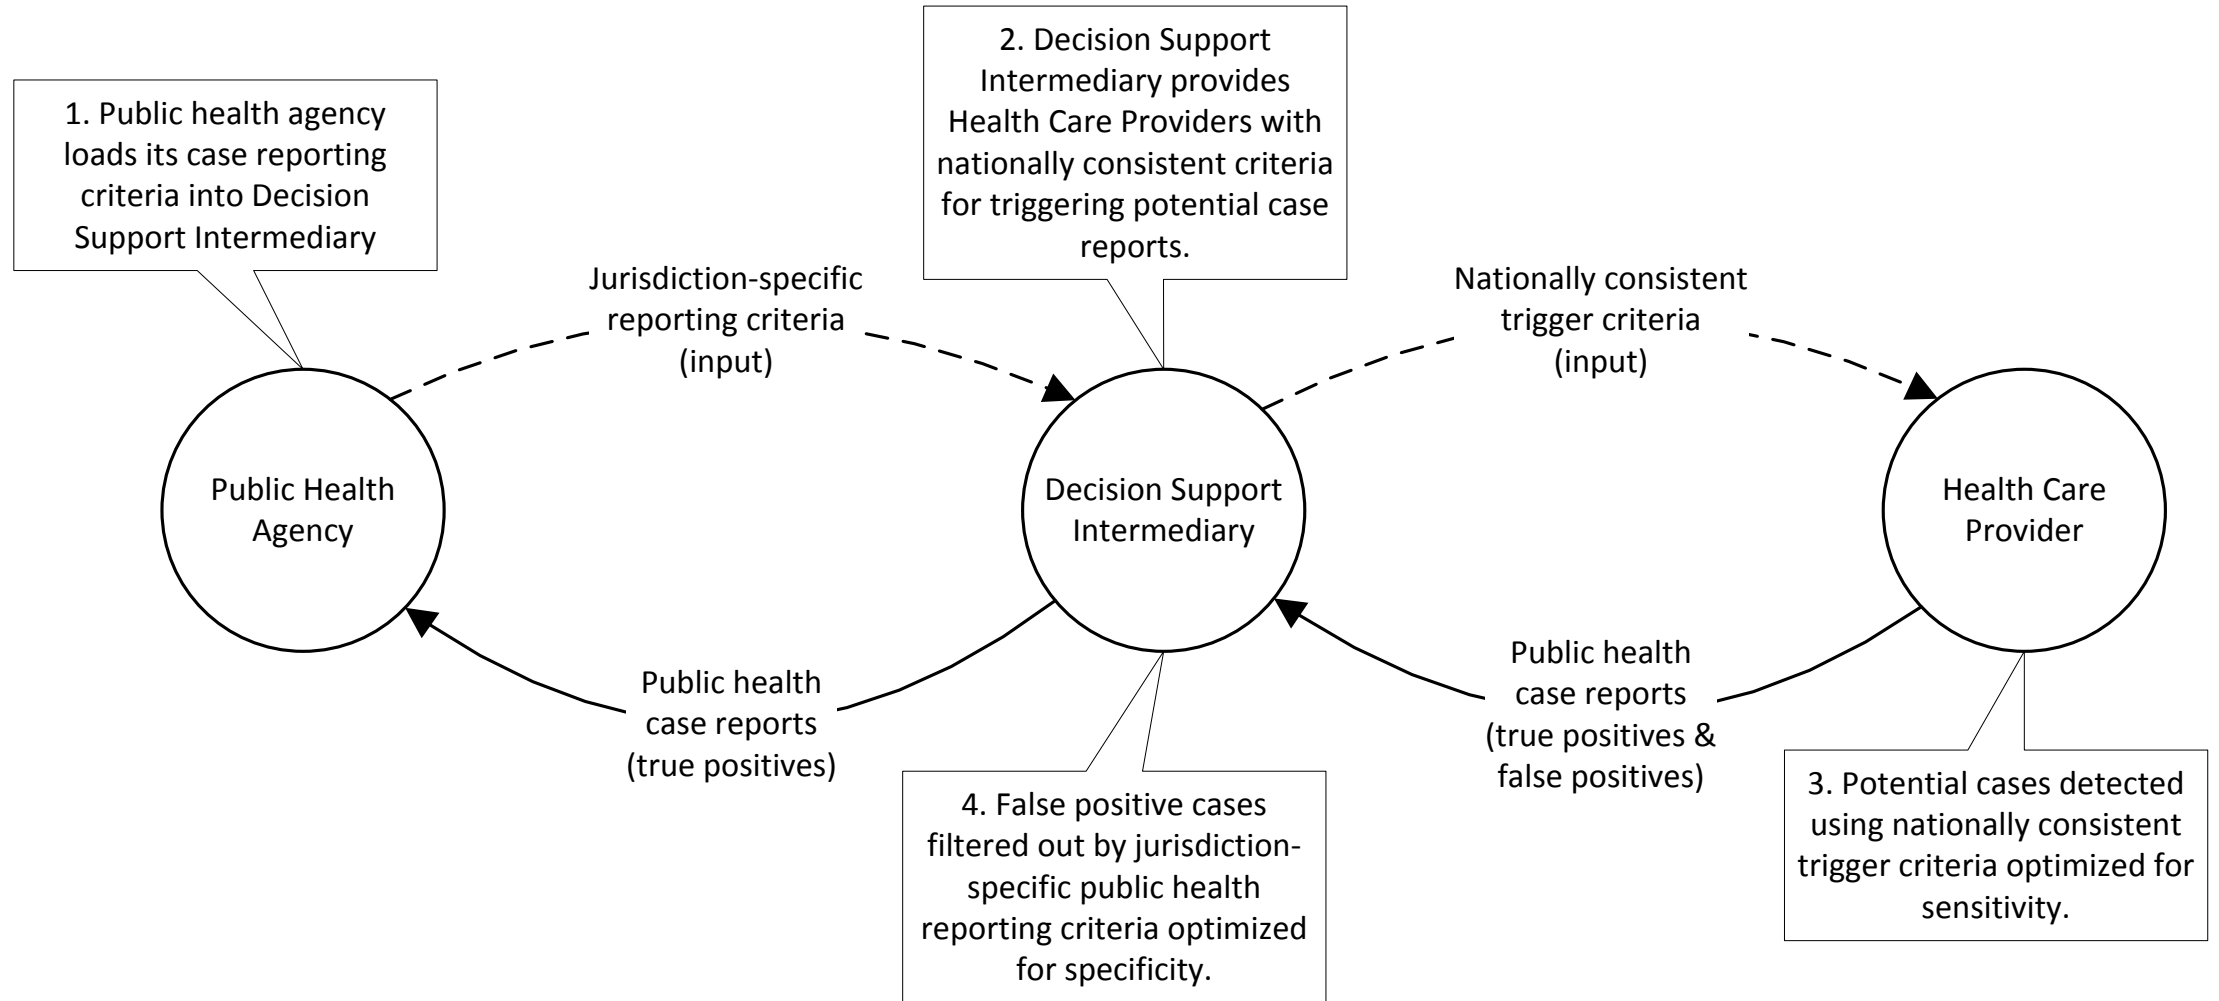 1. Public health agency
loads its case reporting
criteria into Decision
Support Intermediary
2. Decision Support
Intermediary provides
Health Care Providers with
nationally consistent criteria
for triggering potential case
reports.
Jurisdiction-specific
reporting criteria
(input)
Nationally consistent
trigger criteria
(input)
Public Health
Agency
Decision Support
Intermediary
Health Care
Provider
Public health
case reports
(true positives)
Public health
case reports
(true positives &
false positives)
4. False positive cases
filtered out by jurisdiction-
specific public health
reporting criteria optimized
for specificity.
3. Potential cases detected
using nationally consistent
trigger criteria optimized for
sensitivity.